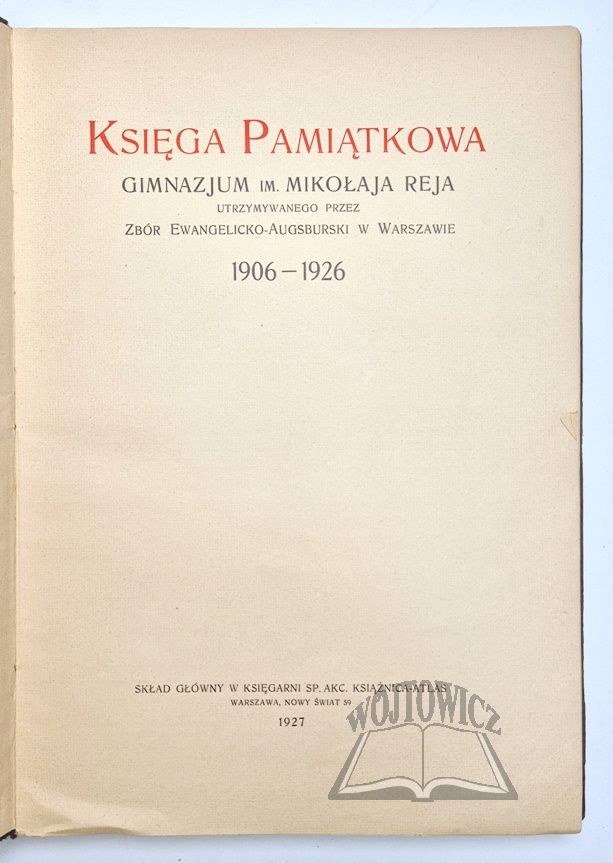 KSIĘGA PAMIĄTKOWA
GIMNAZJUM IM. MIKOŁAJA REJA
UTRZYMYWANEGO PRZEZ
ZBÓR EWANGELICKO-AUGSBURSKI W WARSZAWIE
1906 — 1926
SKŁAD GŁÓWNY W KSIĘGARNI SP. AKC. KSIĄŻNICA-ATLAS
WARSZAWA, NOWY ŚWIAT 59
1927
WÓJTOWICZ